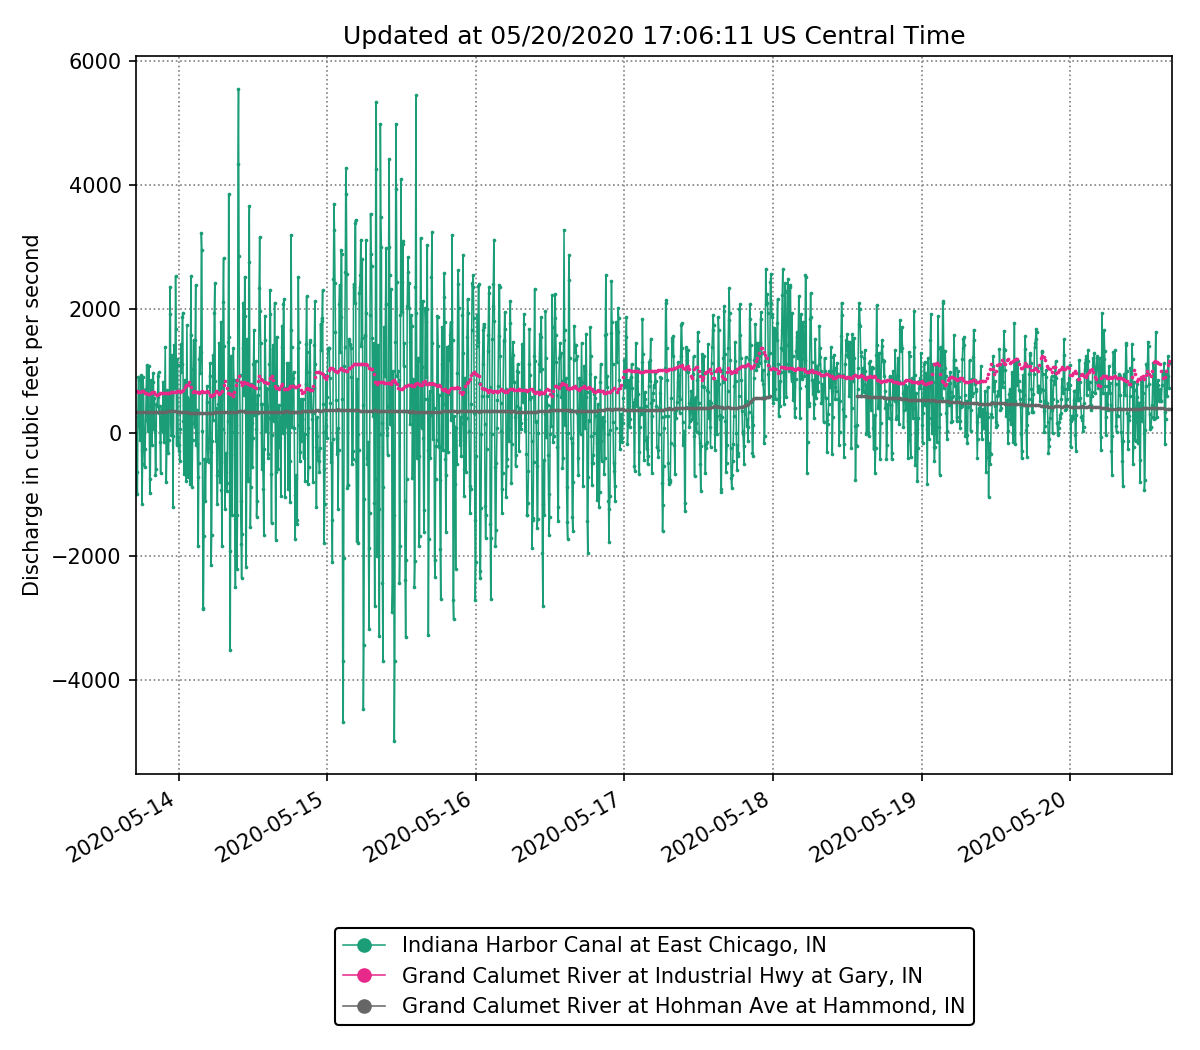 Updated at 05/20/2020 17:06:11 US Central Time
Discharge in cubic feet per second
6000
4000
2000
0
−2000
−4000
2020-05-14
2020-05-15
2020-05-16
2020-05-17
2020-05-18
2020-05-19
2020-05-20
Indiana Harbor Canal at East Chicago, IN
Grand Calumet River at Industrial Hwy at Gary, IN
Grand Calumet River at Hohman Ave at Hammond, IN